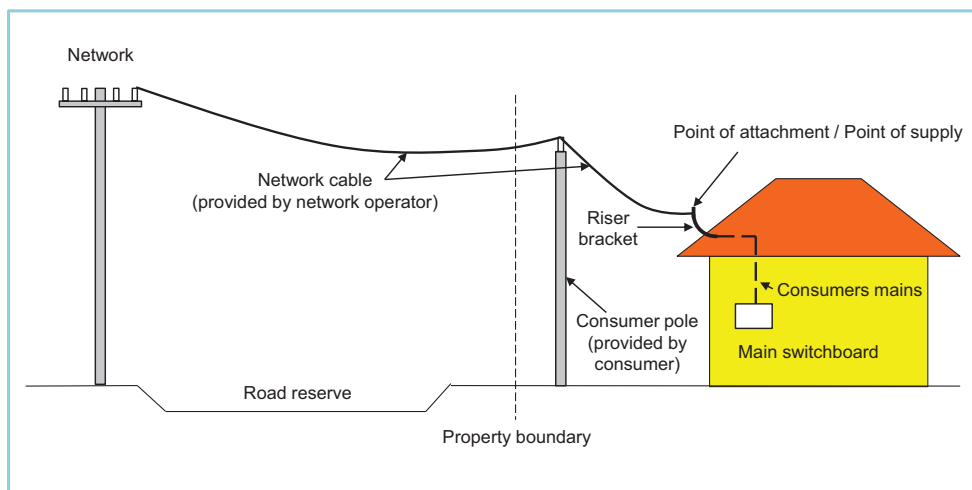 Network
Point of attachment / Point of supply
Network cable
(provided by network operator)
Riser
bracket
Consumers mains
Consumer pole
(provided by
consumer)
Main switchboard
Road reserve
Property boundary